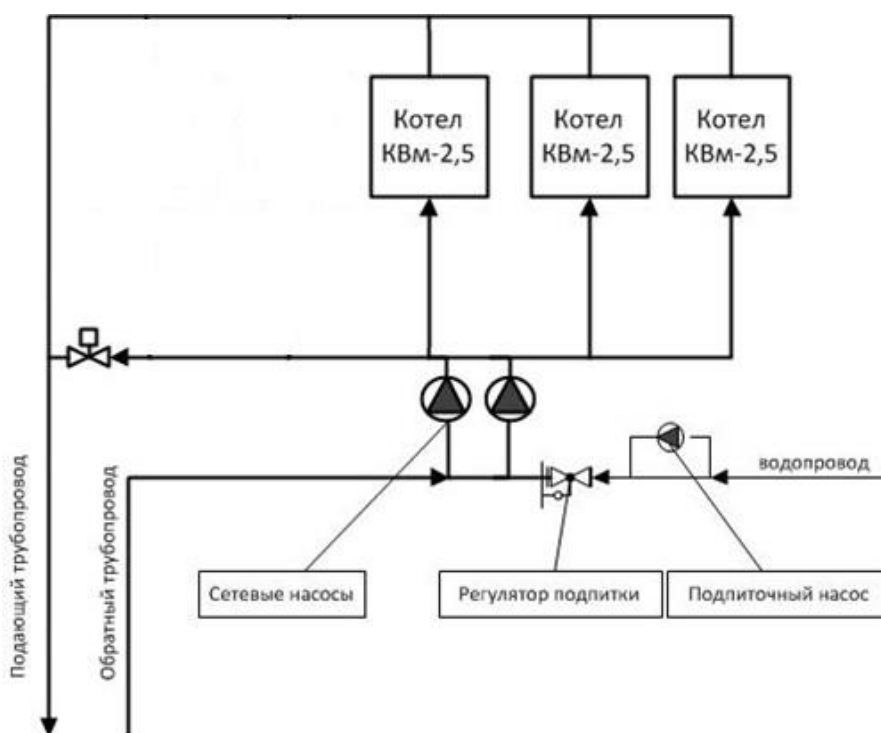 Котел
КВм-2,5
Котел
КВм-2,5
Котел
КВм-2,5
водопровод
Подающий трубопровод
Обратный трубопровод
Сетевые насосы
Регулятор подпитки
Подпиточный насос